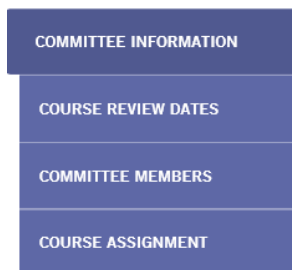 COMMITTEE INFORMATION
COURSE REVIEW DATES
COMMITTEE MEMBERS
COURSE ASSIGNMENT